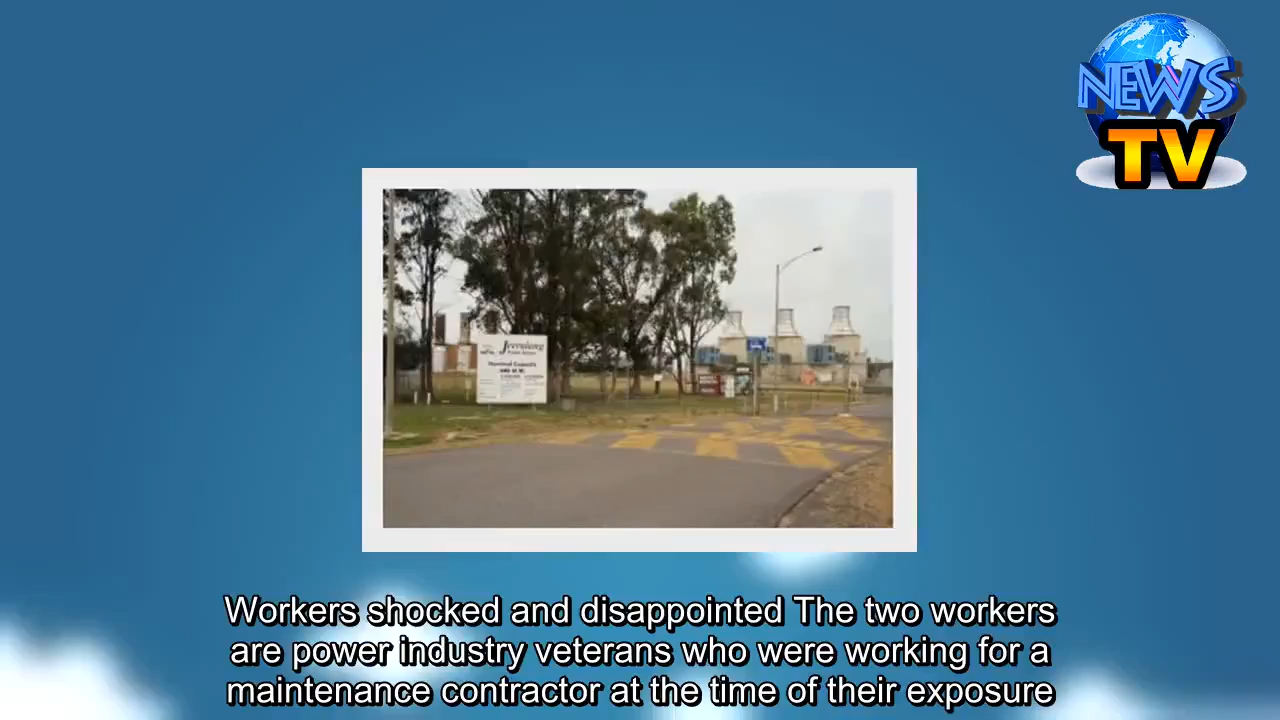 NEWS
TV
Jeeralang
Workers shocked and disappointed The two workers
are power industry veterans who were working for a
maintenance contractor at the time of their exposure